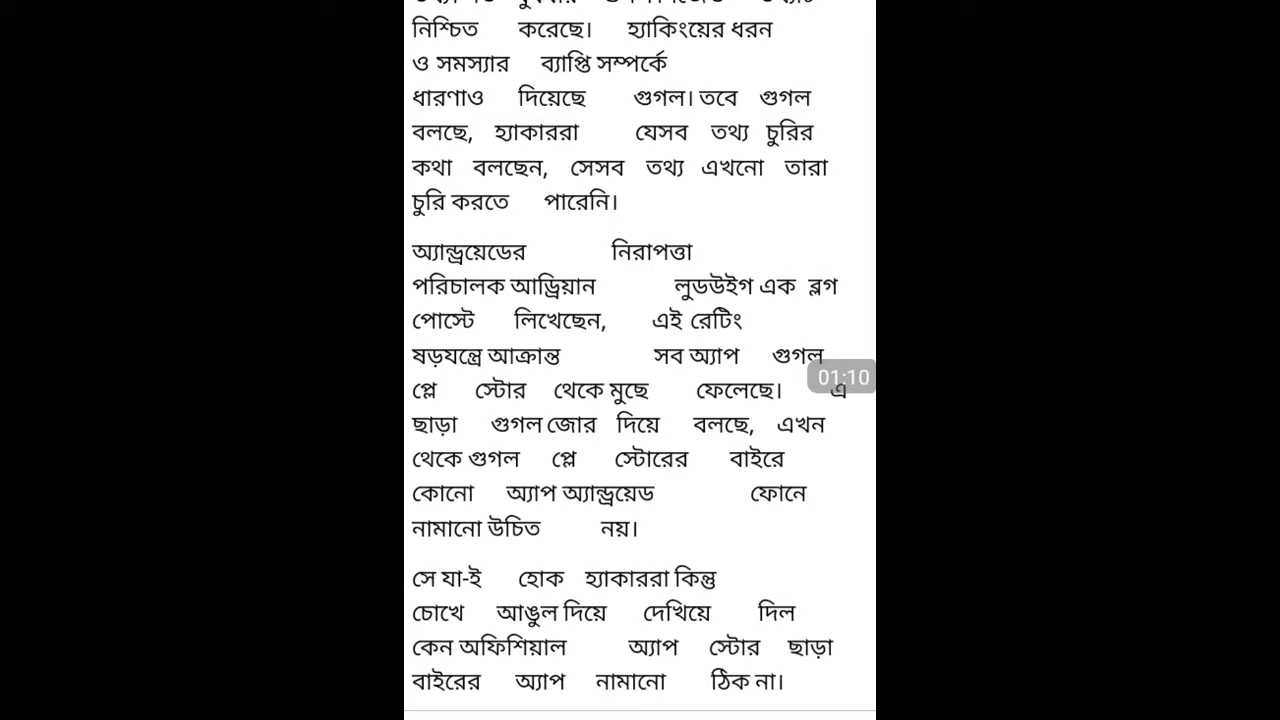 নিশ্চিত করেছে। হ্যাকিংয়ের ধরন
ও সমস্যার ব্যাপ্তি সম্পর্কে
ধারণাও দিয়েছে গুগল। তবে গুগল
বলছে, হ্যাকাররা যেসব তথ্য চুরির
কথা বলছেন, সেসব তথ্য এখনো তারা
চুরি করতে পারেনি।
অ্যান্ড্রয়েডের নিরাপত্তা
পরিচালক আড্রিয়ান লুডউইগ এক ব্লগ
পোস্টে লিখেছেন, এই রেটিং
ষড়যন্ত্রে আক্রান্ত সব অ্যাপ গুগল
প্লে স্টোর থেকে মুছে ফেলেছে। এ
01:10
ছাড়া গুগল জোর দিয়ে বলছে, এখন
থেকে গুগল প্লে স্টোরের বাইরে
কোনো অ্যাপ অ্যান্ড্রয়েড ফোনে
নামানো উচিত নয়।
সে যা-ই হোক হ্যাকাররা কিন্তু
চোখে আঙুল দিয়ে দেখিয়ে দিল
কেন অফিশিয়াল অ্যাপ স্টোর ছাড়া
বাইরের অ্যাপ নামানো ঠিক না।